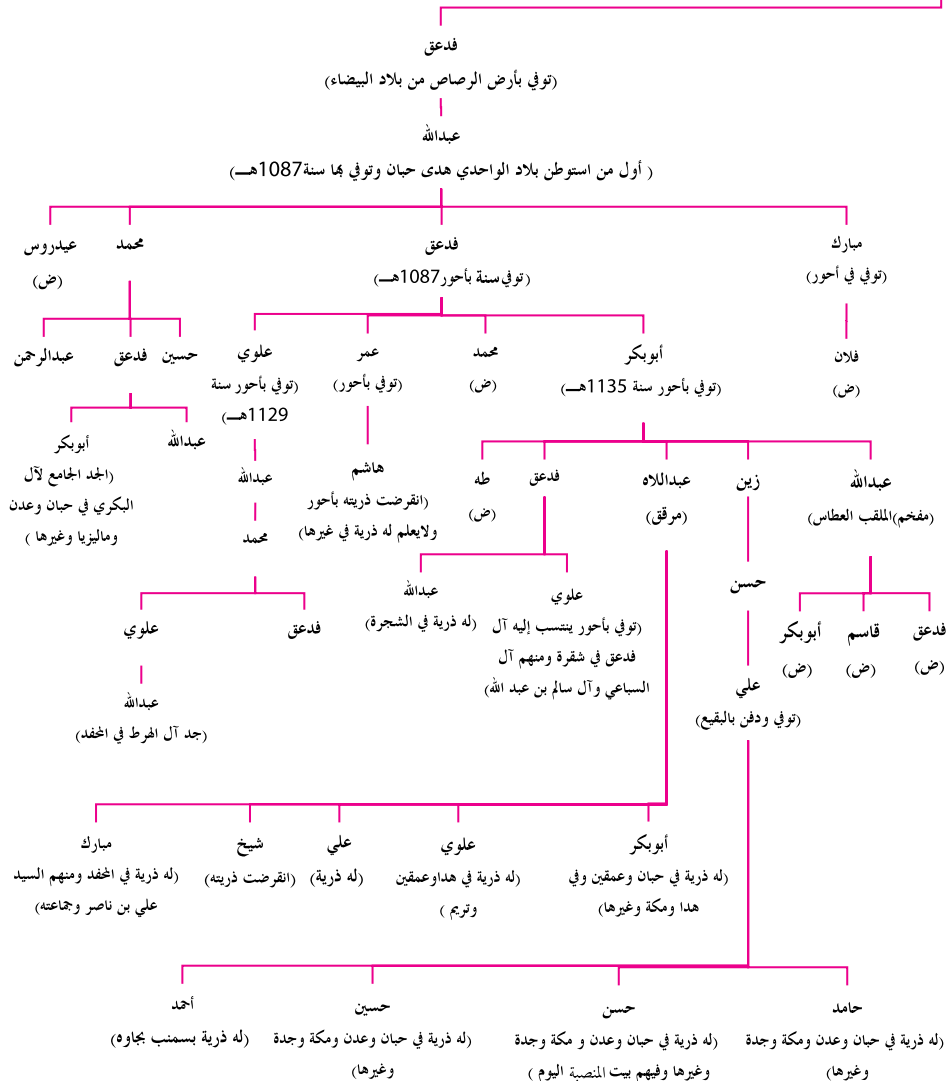 فدعق
(توفي بأرض الرصاص من بلاد البيضاء)
عبدالله
( أول من استوطن بلاد الواحدي هدى حبان وتوفي بها سنة1087هــ)
مبارك
(توفي في أحور)
فدعق
(توفي سنة بأحور1087هــ)
محمد
عيدروس
(ض)
فلان
(ض)
أبوبكر
(توفي بأحور سنة 1135هــ)
محمد
(ض)
عمر
(توفي بأحور)
علوي
(توفي بأحور سنة
1129هــ)
حسين
فدعق
عبدالرحمن
عبدالله
أبوبكر
(الجد الجامع لآل
البكري في حبان وعدن
وماليزيا وغيرها )
عبدالله
(مفخم)الملقب العطاس
زين
عبداللاه
(مرقق)
فدعق
طه
(ض)
هاشم
(انقرضت ذريته بأحور
ولايعلم له ذرية في غيرها)
عبدالله
محمد
فدعق
(ض)
قاسم
(ض)
أبوبكر
(ض)
حسن
علوي
(توفي بأحور ينتسب إليه آل
فدعق في شقرة ومنهم آل
السباعي وآل سالم بن عبد الله)
عبدالله
(له ذرية في الشجرة)
فدعق
علوي
علي
(توفي ودفن بالبقيع)
عبدالله
(جد آل الهرط في المحفد)
أبوبكر
(له ذرية في حبان وعمقين وفي
هدا ومكة وغيرها)
علوي
(له ذرية في هداوعمقين
وتريم )
علي
(له ذرية)
شيخ
(انقرضت ذريته)
مبارك
(له ذرية في المحفد ومنهم السيد
علي بن ناصر وجماعته)
حامد
(له ذرية في حبان وعدن ومكة وجدة
وغيرها)
حسن
(له ذرية في حبان وعدن و مكة وجدة
وغيرها وفيهم بيت المنصبة اليوم )
حسين
(له ذرية في حبان وعدن ومكة وجدة
وغيرها)
أحمد
(له ذرية بسمنب بجاوه)